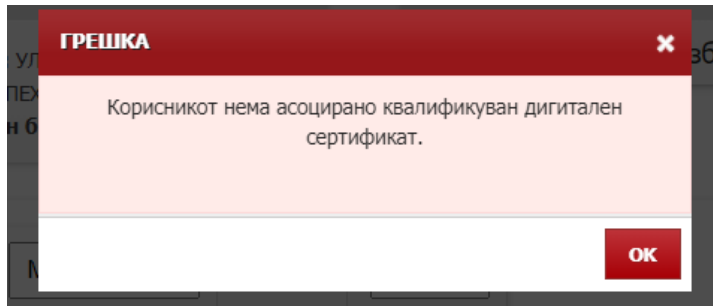 ГРЕШКА
Корисникот нема асоцирано квалификуван дигитален
сертификат.
н б
OK